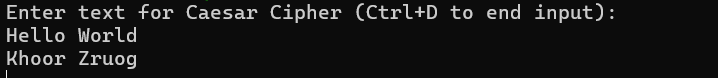 Enter text for Caesar Cipher (Ctrl+D to end input):
Hello World
Khoor Zruog